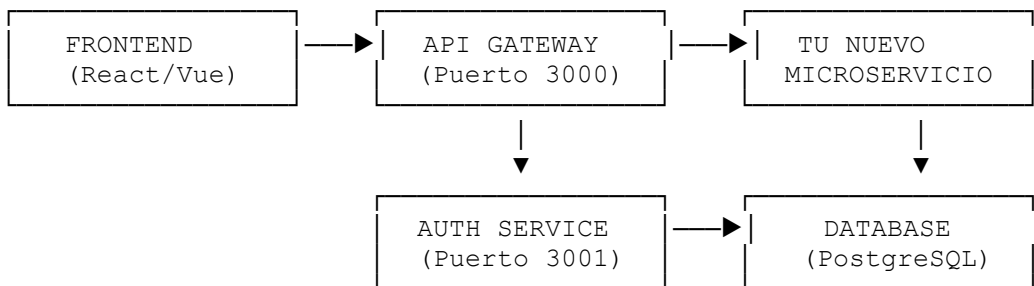 FRONTEND
(React/Vue)
API GATEWAY
(Puerto 3000)
TU NUEVO
MICROSERVICIO
AUTH SERVICE
(Puerto 3001)
DATABASE
(PostgreSQL)